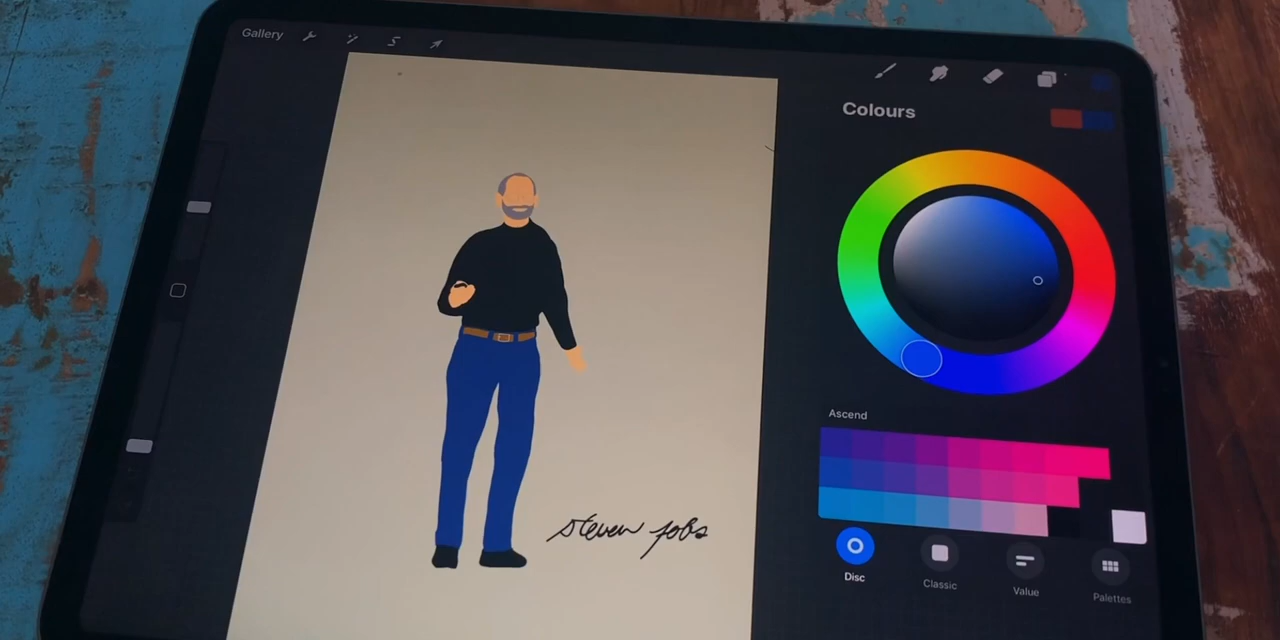 Gallery
Colours
Ascend
steven jobs
Disc
Classic
Value
Palettes